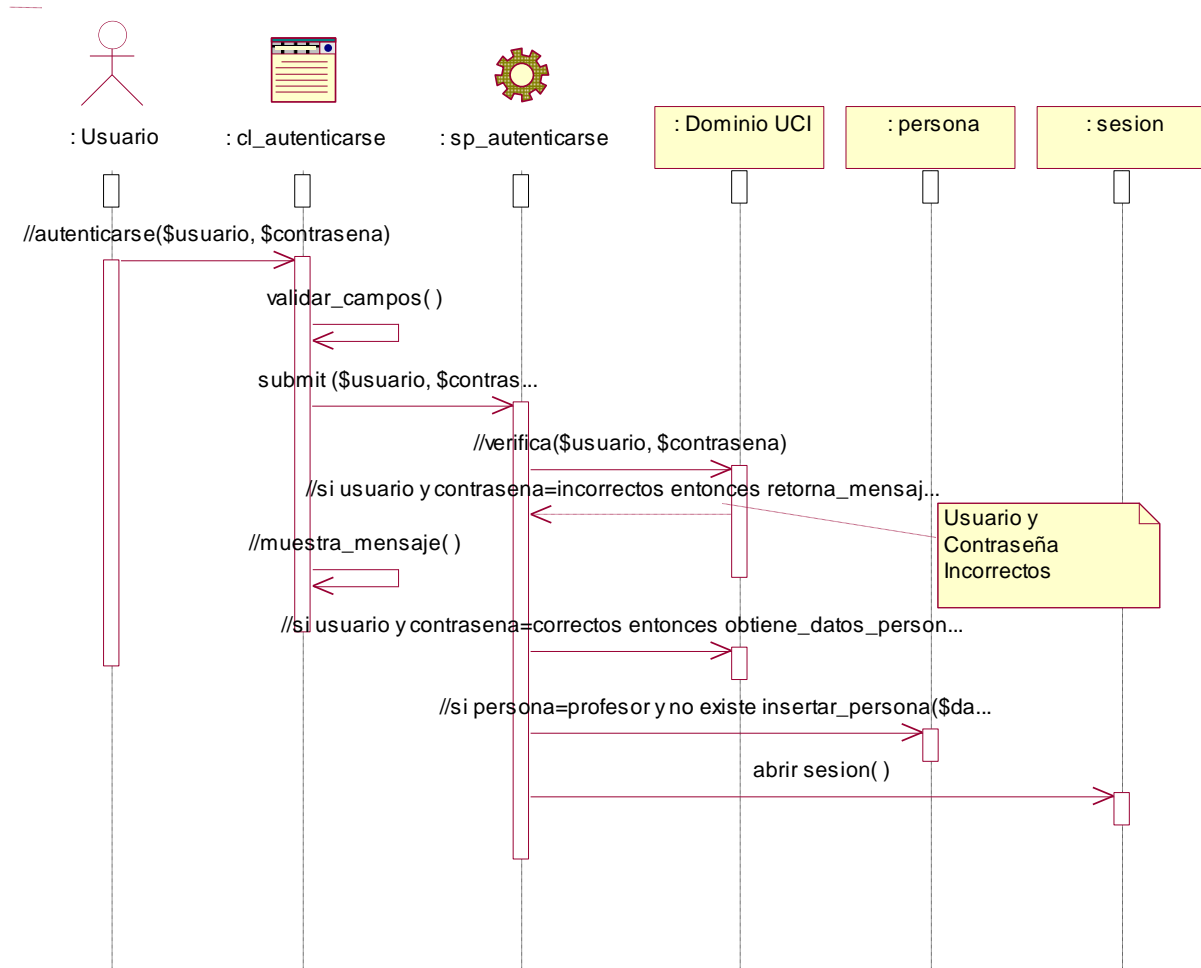 : Usuario
: cl_autenticarse
: sp_autenticarse
: Dominio UCI
: persona
: sesion
//autenticarse($usuario, $contrasena)
validar_campos( )
submit ($usuario, $contras...
//verifica($usuario, $contrasena)
//si usuario y contrasena=incorrectos entonces retorna_mensaj...
Usuario y
Contraseña
Incorrectos
//muestra_mensaje( )
//si usuario y contrasena=correctos entonces obtiene_datos_person...
//si persona=profesor y no existe insertar_persona($da...
abrir sesion( )